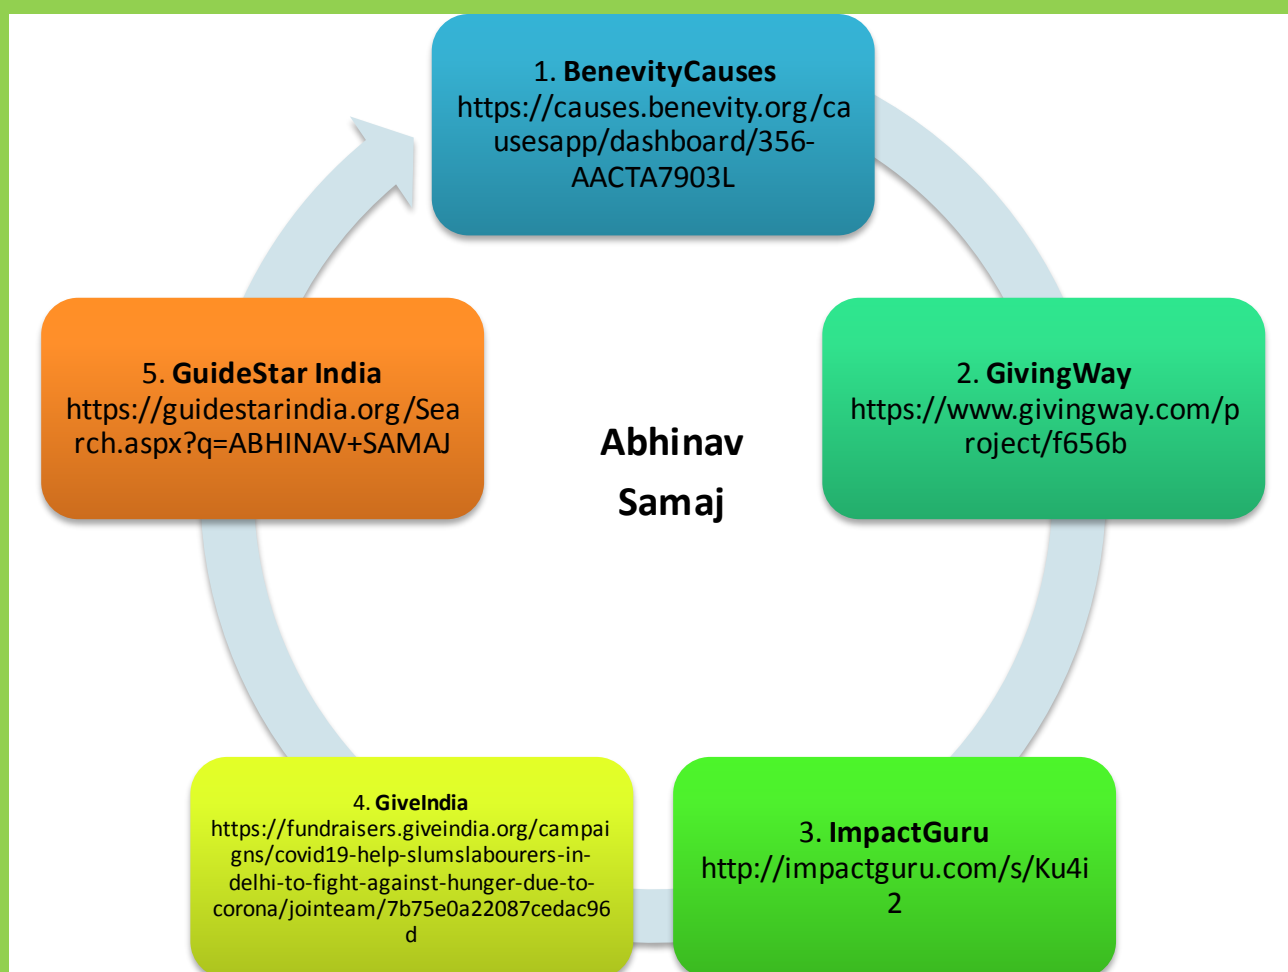 1. BenevityCauses
https://causes.benevity.org/ca
usesapp/dashboard/356-
AACTA7903L
2. GivingWay
https://www.givingway.com/p
roject/f656b
3. ImpactGuru
http://impactguru.com/s/Ku4i
2
4. GiveIndia
https://fundraisers.giveindia.org/campai
gns/covid19-help-slumslabourers-in-
delhi-to-fight-against-hunger-due-to-
corona/jointeam/7b75e0a22087cedac96
d
5. GuideStar India
https://guidestarindia.org/Sea
rch.aspx?q=ABHINAV+SAMAJ
Abhinav
Samaj